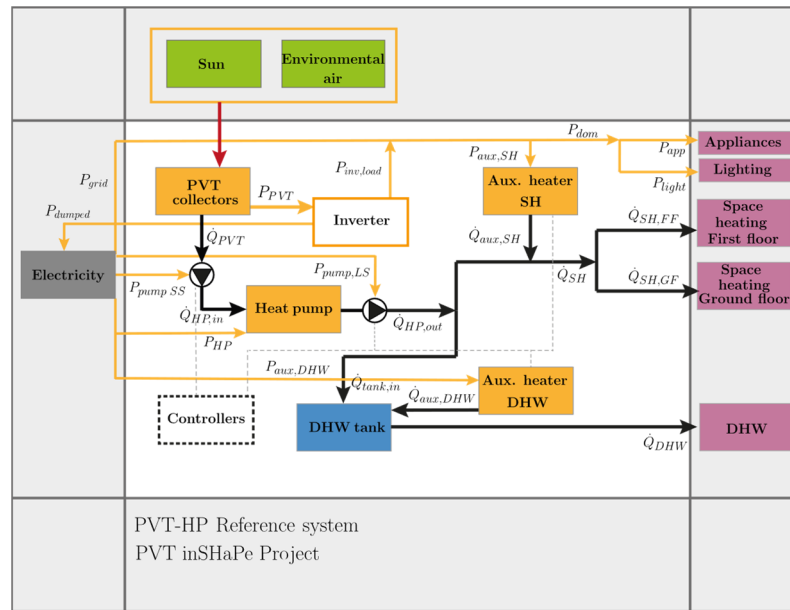 Sun
Environmental
air
P_dom
P_aux,SH
P_app
Appliances
P_inv,load
P_grid
P_light
Lighting
PVT
collectors
P_PVT
Aux. heater
SH
P_dumped
Inverter
Q̇_SH,FF
Space
heating
First floor
Q̇_PVT
Q̇_aux,SH
Electricity
P_pump SS
P_pump,LS
Q̇_SH
Q̇_SH,GF
Space
heating
Ground floor
Q̇_HP,in
Heat pump
Q̇_HP,out
P_HP
P_aux,DHW
Q̇_tank,in
Aux. heater
DHW
Q̇_aux,DHW
Controllers
DHW tank
Q̇_DHW
DHW
PVT-HP Reference system
PVT inSHaPe Project